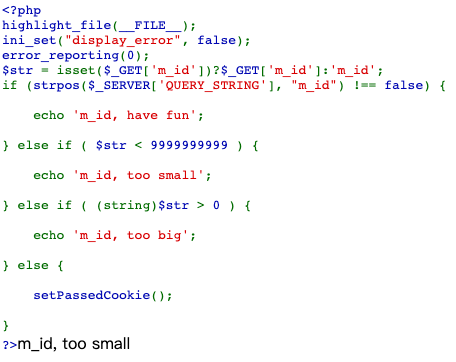 <?php
highlight_file(__FILE__);
ini_set("display_error", false);
error_reporting(0);
$str = isset($_GET['m_id'])?$_GET['m_id']:'m_id';
if (strpos($_SERVER['QUERY_STRING'], "m_id") !== false) {
echo 'm_id, have fun';
} else if ( $str < 9999999999 ) {
echo 'm_id, too small';
} else if ( (string)$str > 0 ) {
echo 'm_id, too big';
} else {
setPassedCookie();
}
?>m_id, too small